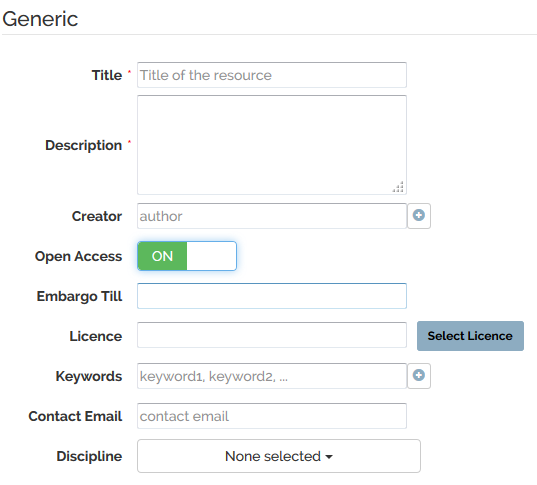 Generic
Title * Title of the resource
Description *
Creator author
Open Access ON
Embargo Till
Licence Select Licence
Keywords keyword1, keyword2, ...
Contact Email contact email
Discipline None selected